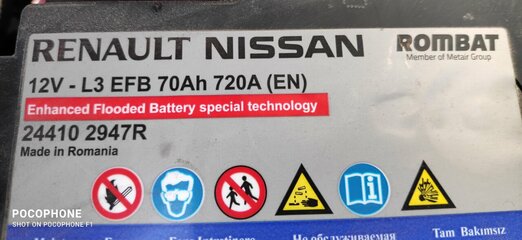 RENAULT NISSAN
ROMBAT
Member of Metair Group
12V - L3 EFB 70Ah 720A (EN)
Enhanced Flooded Battery special technology
24410 2947R
Made in Romania
POCOPHONE
SHOT ON POCOPHONE F1
Не обслуживаемая
Tam Bakımsız